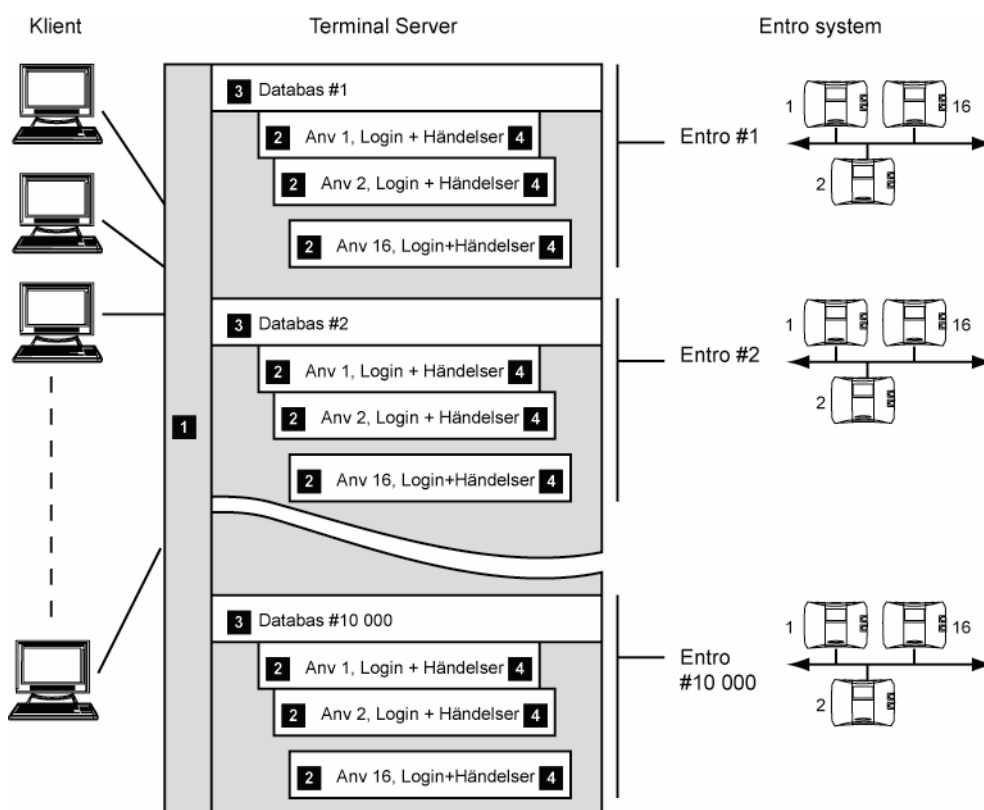 Klient
Terminal Server
Entro system
3 Databas #1
2 Anv 1, Login + Händelser 4
2 Anv 2, Login + Händelser 4
2 Anv 16, Login+Händelser 4
Entro #1
1
16
2
3 Databas #2
2 Anv 1, Login + Händelser 4
2 Anv 2, Login + Händelser 4
2 Anv 16, Login+Händelser 4
Entro #2
1
16
2
1
3 Databas #10 000
2 Anv 1, Login + Händelser 4
2 Anv 2, Login + Händelser 4
2 Anv 16, Login+Händelser 4
Entro
#10 000
1
16
2